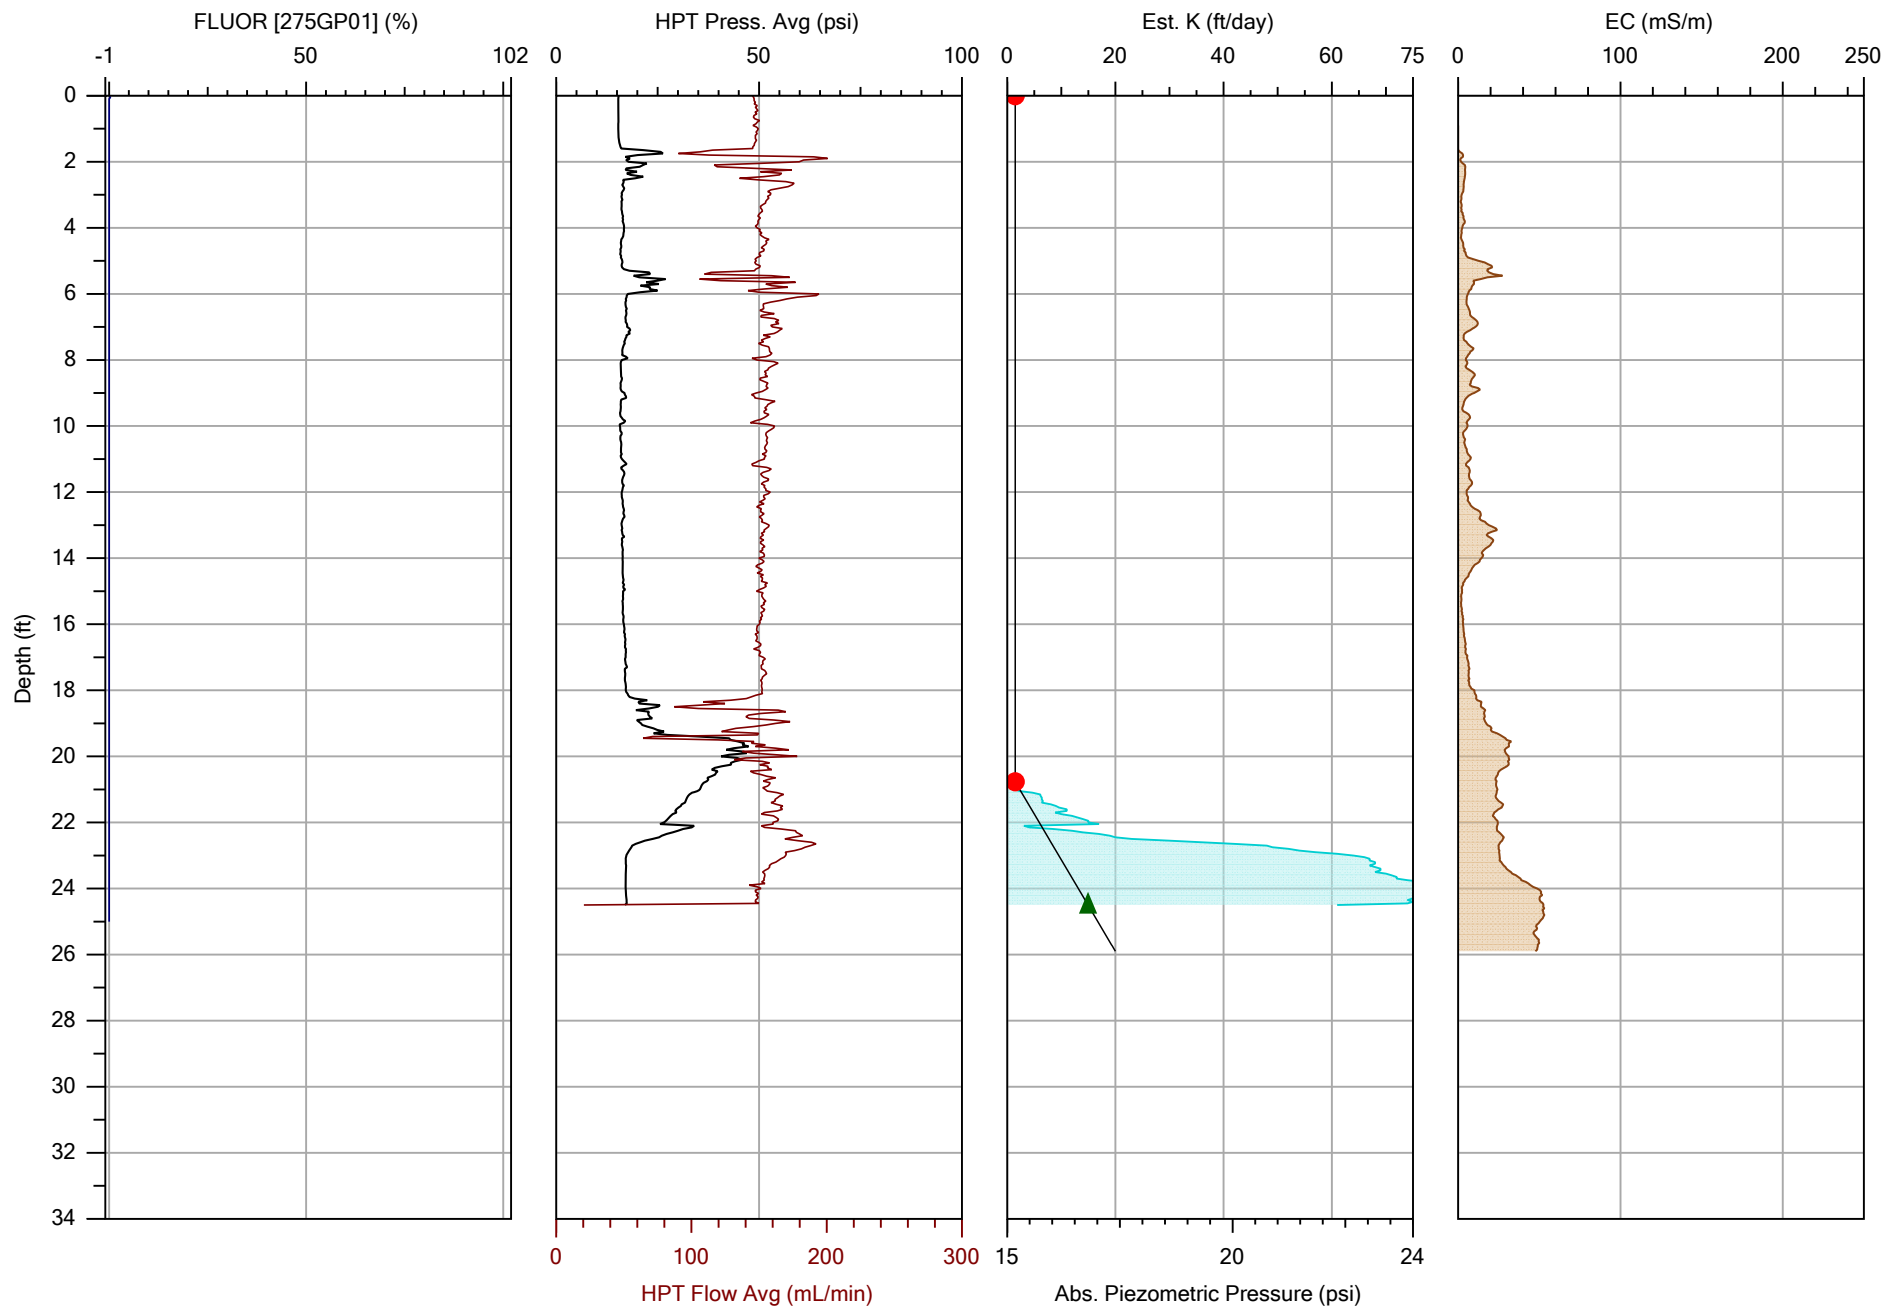 FLUOR [275GP01] (%)
HPT Press. Avg (psi)
Est. K (ft/day)
EC (mS/m)
-1 50 102
0 50 100
0 20 40 60 75
0 100 200 250
Depth (ft)
0
2
4
6
8
10
12
14
16
18
20
22
24
26
28
30
32
34
0 100 200 300
15 20 24
HPT Flow Avg (mL/min)
Abs. Piezometric Pressure (psi)